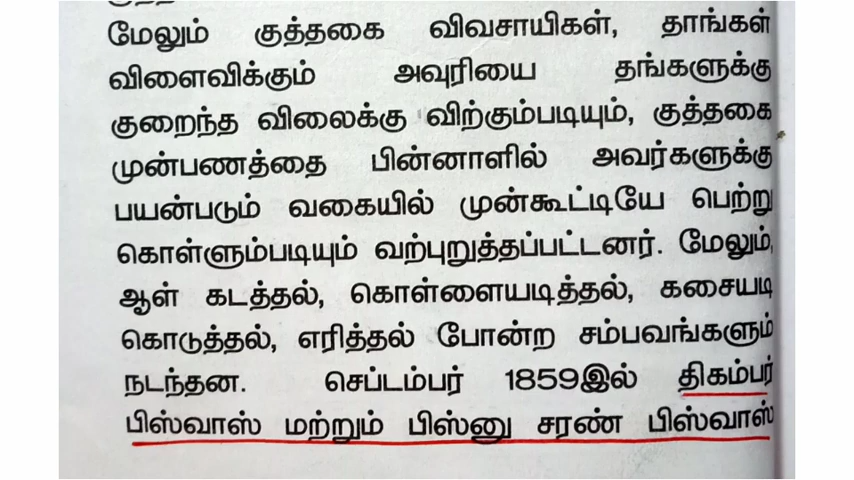 மேலும் குத்தகை விவசாயிகள், தாங்கள்
விளைவிக்கும் அவுரியை தங்களுக்கு
குறைந்த விலைக்கு விற்கும்படியும், குத்தகை
முன்பணத்தை பின்னாளில் அவர்களுக்கு
பயன்படும் வகையில் முன்கூட்டியே பெற்று
கொள்ளும்படியும் வற்புறுத்தப்பட்டனர். மேலும்,
ஆள் கடத்தல், கொள்ளையடித்தல், கசையடி
கொடுத்தல், எரித்தல் போன்ற சம்பவங்களும்
நடந்தன. செப்டம்பர் 1859இல் திகம்பர்
பிஸ்வாஸ் மற்றும் பிஸ்னு சரண் பிஸ்வாஸ்